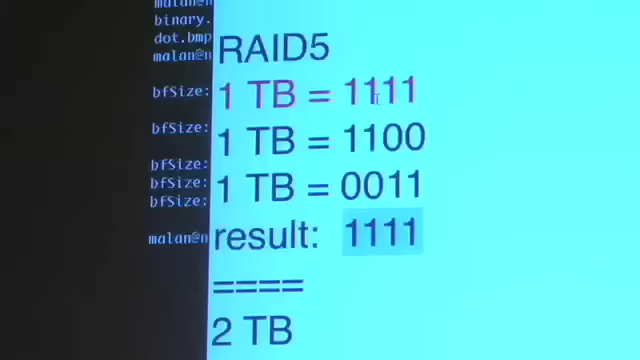 malan@n
binary.
dot.bmp
malan@n
bfSize:
bfSize:
bfSize:
bfSize:
bfSize:
malan@n
RAID5
1 TB = 1111
1 TB = 1100
1 TB = 0011
result: 1111
====
2 TB